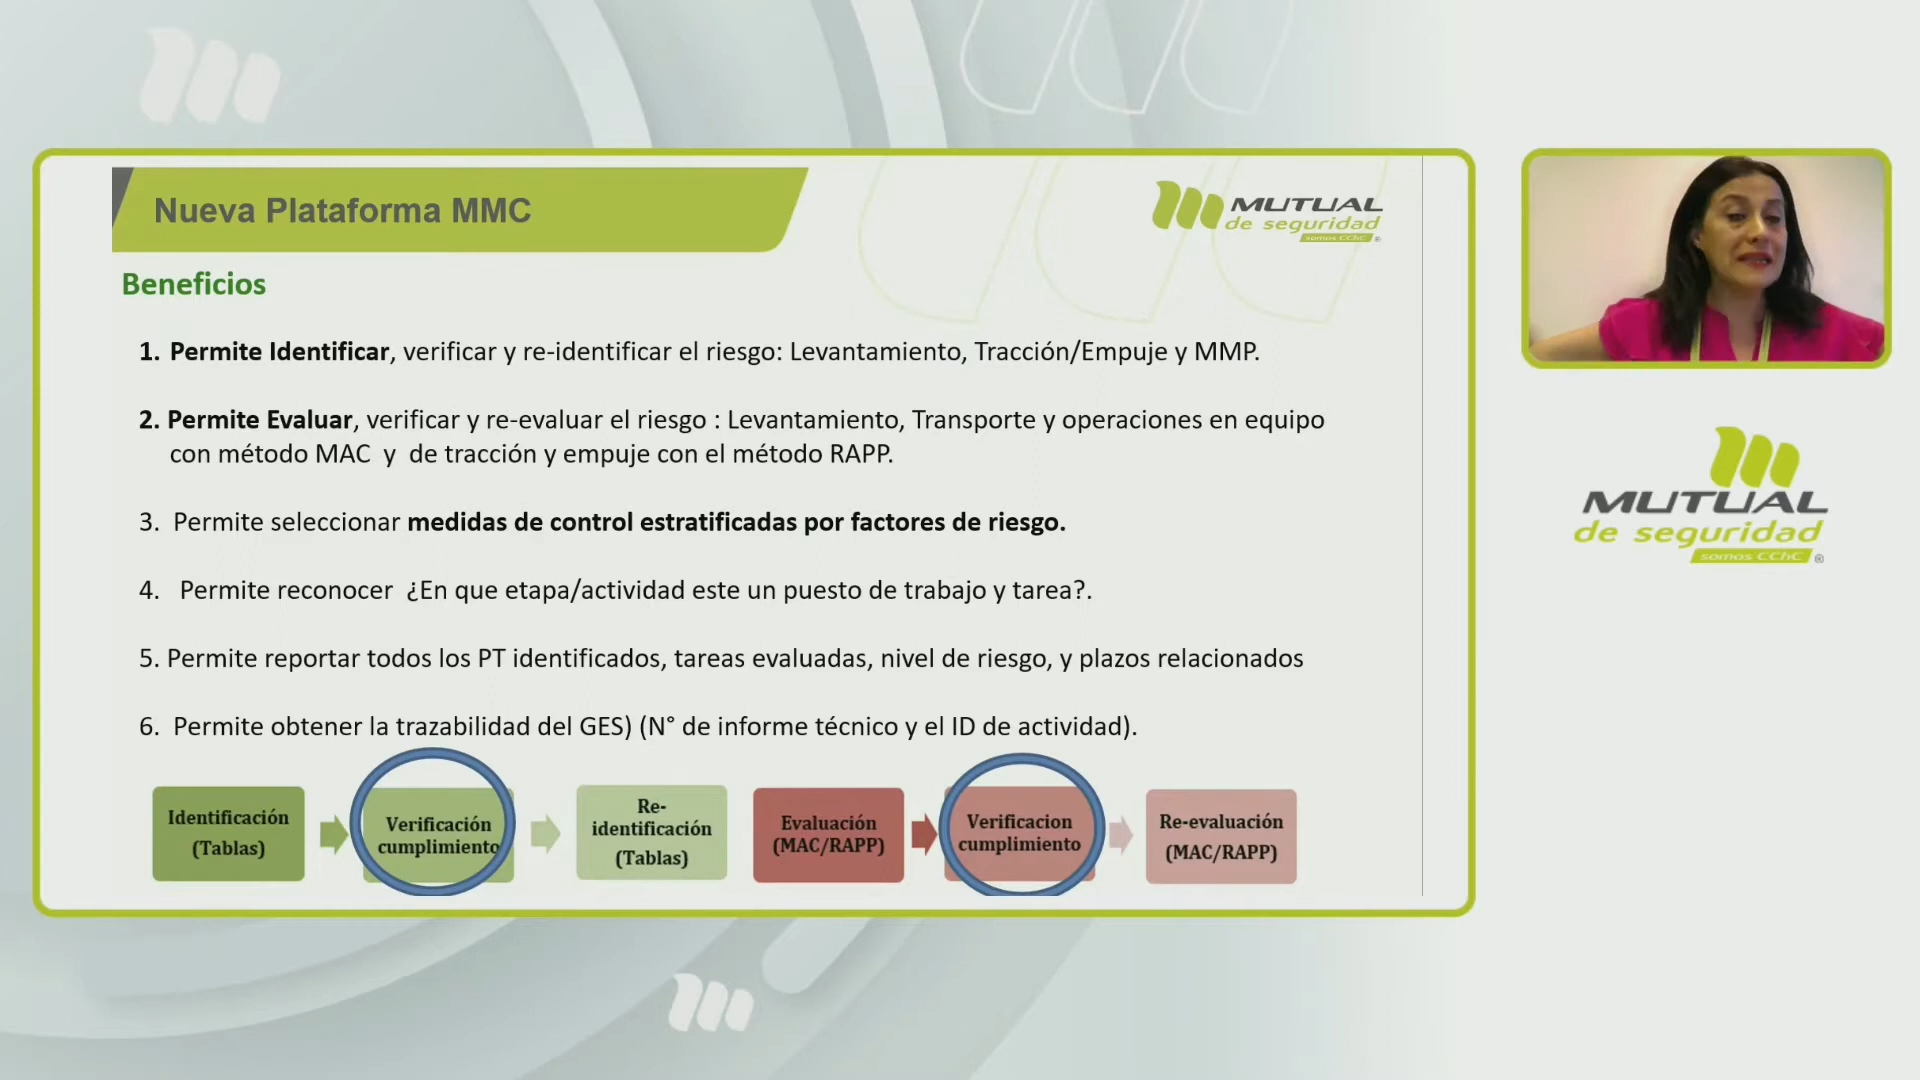 Nueva Plataforma MMC
MUTUAL
de seguridad
somos CChC ®
Beneficios
1. Permite Identificar, verificar y re-identificar el riesgo: Levantamiento, Tracción/Empuje y MMP.
2. Permite Evaluar, verificar y re-evaluar el riesgo : Levantamiento, Transporte y operaciones en equipo
con método MAC y de tracción y empuje con el método RAPP.
3. Permite seleccionar medidas de control estratificadas por factores de riesgo.
4. Permite reconocer ¿En que etapa/actividad este un puesto de trabajo y tarea?.
5. Permite reportar todos los PT identificados, tareas evaluadas, nivel de riesgo, y plazos relacionados
6. Permite obtener la trazabilidad del GES) (N° de informe técnico y el ID de actividad).
Identificación
(Tablas)
Verificación
cumplimiento
Re-
identificación
(Tablas)
Evaluación
(MAC/RAPP)
Verificacion
cumplimiento
Re-evaluación
(MAC/RAPP)
MUTUAL
de seguridad
somos CChC ®